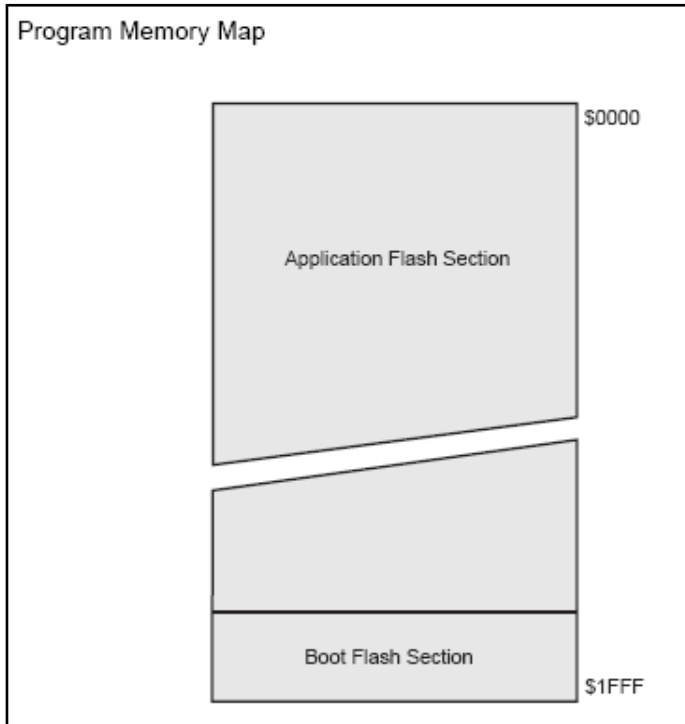 Program Memory Map
$0000
Application Flash Section
Boot Flash Section
$1FFF